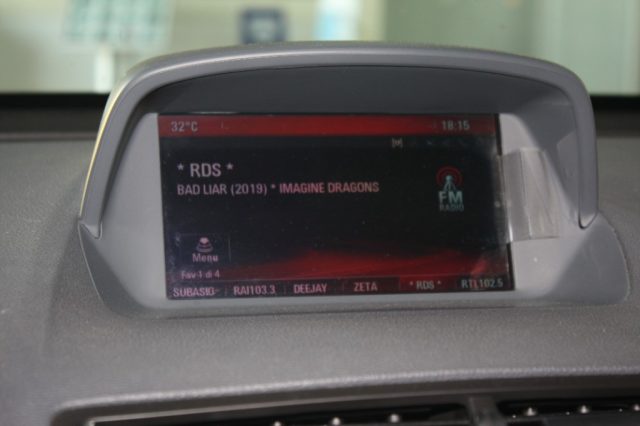 32°C 18:15
[M]
* RDS *
BAD LIAR (2019) * IMAGINE DRAGONS
FM
RADIO
Menu
Fav 1 di 4
SUBASIO- RAI103.3 DEEJAY ZETA * RDS * RTL102.5